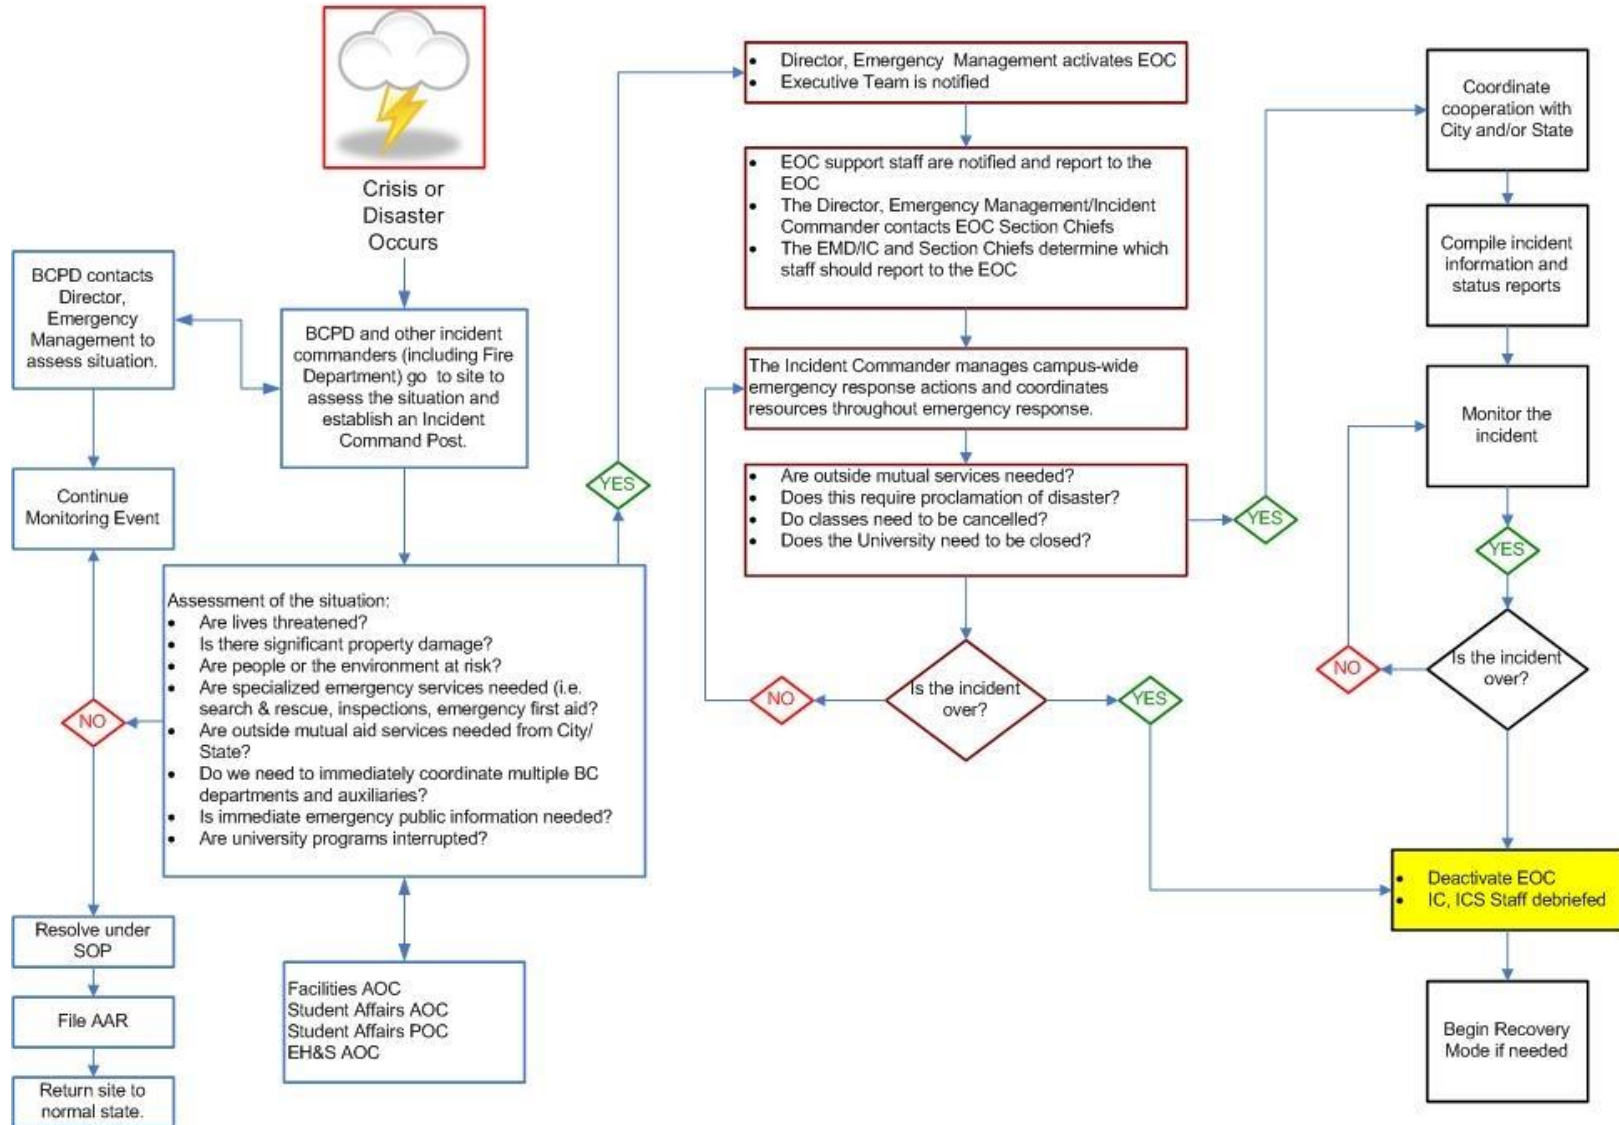 Crisis or
Disaster
Occurs
BCPD contacts
Director,
Emergency
Management to
assess situation.
BCPD and other incident
commanders (including Fire
Department) go to site to
assess the situation and
establish an Incident
Command Post.
Continue
Monitoring Event
Assessment of the situation:
• Are lives threatened?
• Is there significant property damage?
• Are people or the environment at risk?
• Are specialized emergency services needed (i.e.
search & rescue, inspections, emergency first aid?
• Are outside mutual aid services needed from City/
State?
• Do we need to immediately coordinate multiple BC
departments and auxiliaries?
• Is immediate emergency public information needed?
• Are university programs interrupted?
NO
Resolve under
SOP
File AAR
Return site to
normal state.
Facilities AOC
Student Affairs AOC
Student Affairs POC
EH&S AOC
YES
• Director, Emergency Management activates EOC
• Executive Team is notified
• EOC support staff are notified and report to the
EOC
• The Director, Emergency Management/Incident
Commander contacts EOC Section Chiefs
• The EMD/IC and Section Chiefs determine which
staff should report to the EOC
The Incident Commander manages campus-wide
emergency response actions and coordinates
resources throughout emergency response.
• Are outside mutual services needed?
• Does this require proclamation of disaster?
• Do classes need to be cancelled?
• Does the University need to be closed?
YES
NO
Is the incident
over?
YES
Coordinate
cooperation with
City and/or State
Compile incident
information and
status reports
Monitor the
incident
YES
NO
Is the incident
over?
• Deactivate EOC
• IC, ICS Staff debriefed
Begin Recovery
Mode if needed